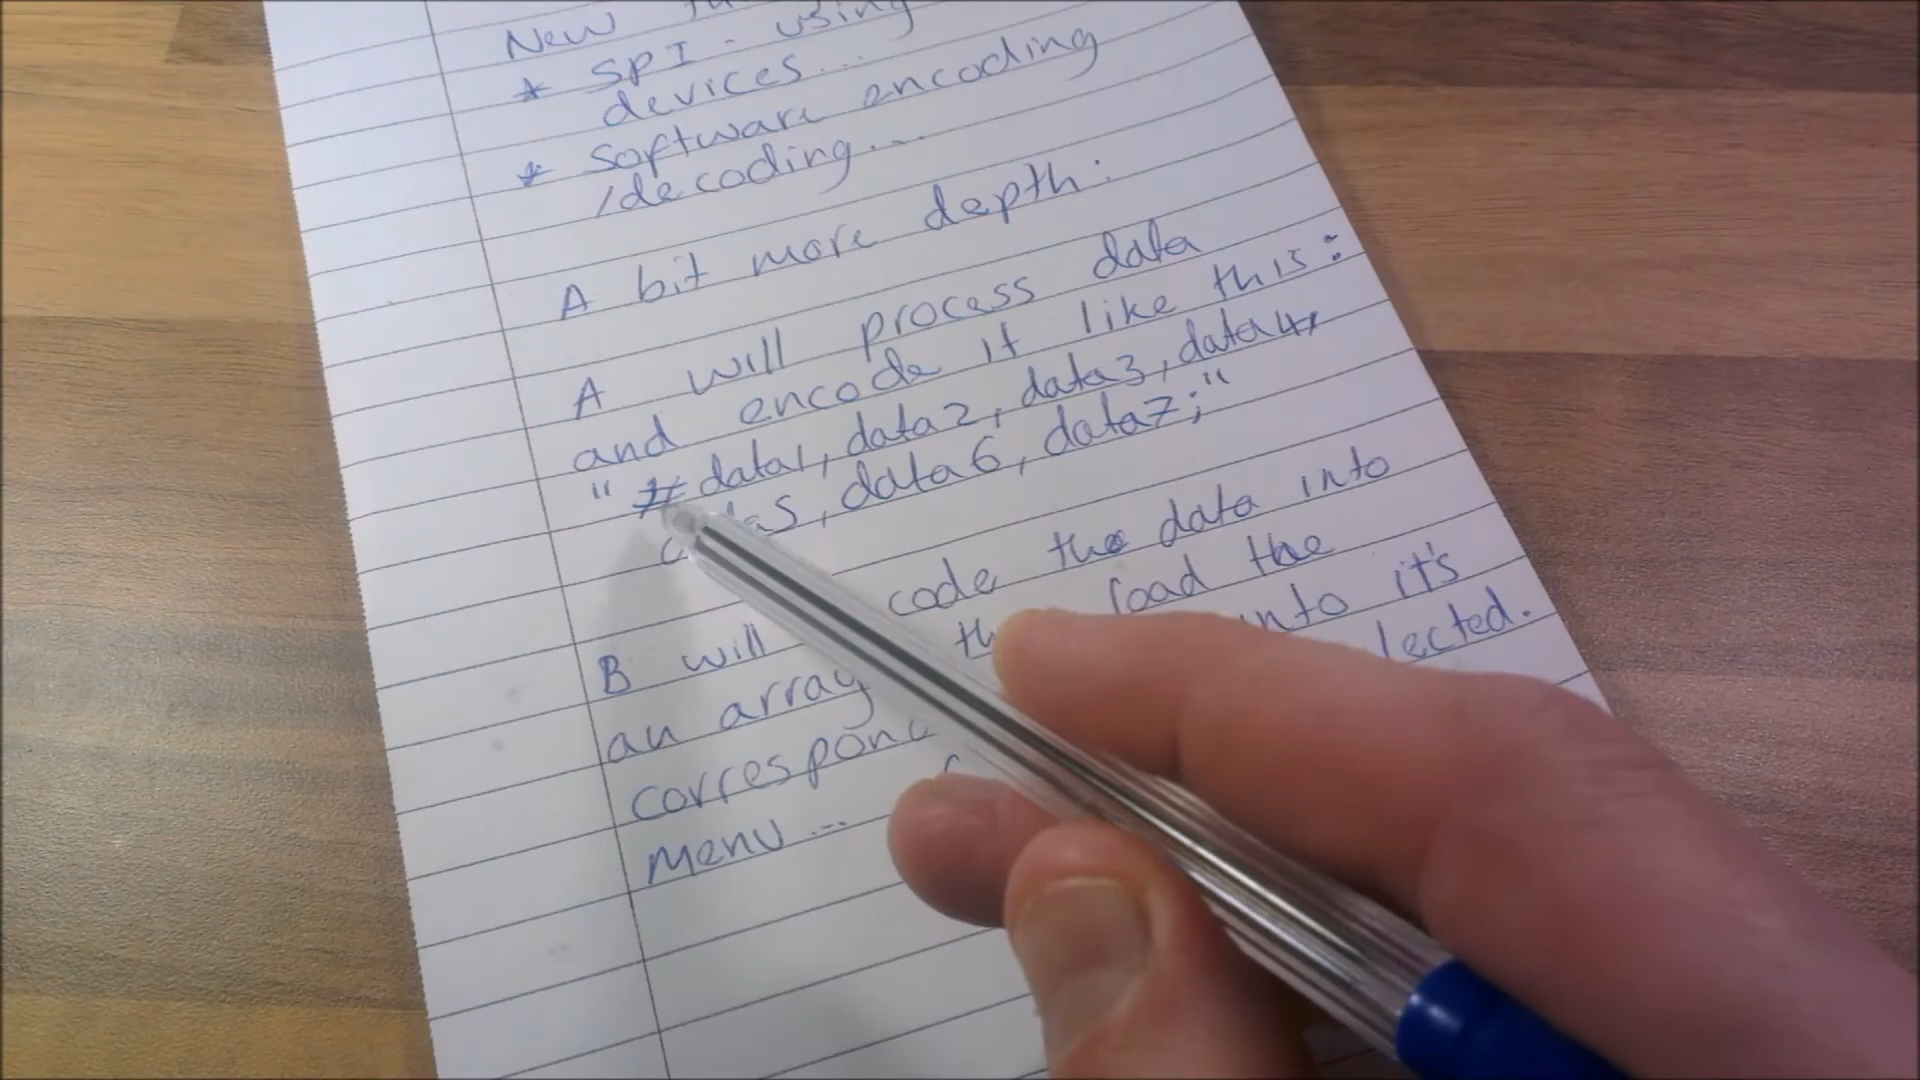 New
* SPI - using
devices...
* Software encoding
/decoding...
A bit more depth:
A will process data
and encode it like this:
"#data1, data2, data3, data4,
data5, data6, data7;"
B will code the data into
an array load the
correspond into it's
menu... lected.